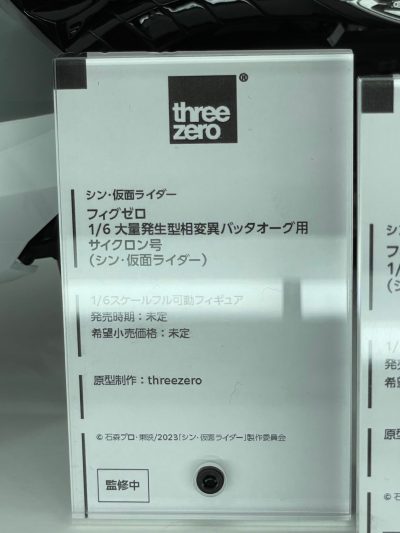 three
zero®
シン・仮面ライダー
フィグゼロ
1/6 大量発生型相変異バッタオーグ用
サイクロン号
(シン・仮面ライダー)
1/6スケールフル可動フィギュア
発売時期:未定
希望小売価格:未定
原型制作:threezero
© 石森プロ・東映/2023「シン・仮面ライダー」製作委員会
監修中